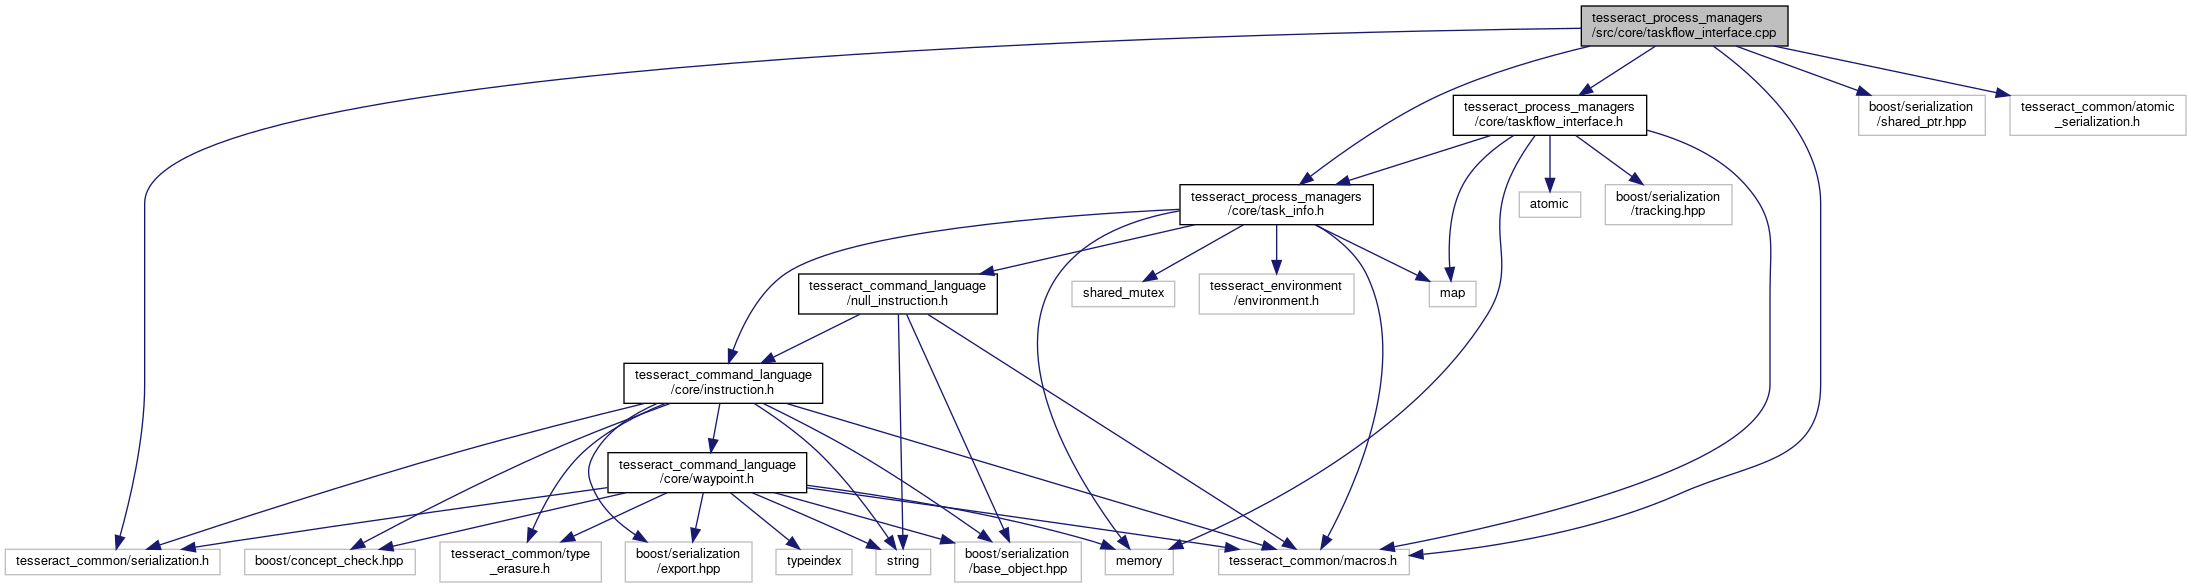 tesseract_process_managers
/src/core/taskflow_interface.cpp
tesseract_process_managers
/core/taskflow_interface.h
boost/serialization
/shared_ptr.hpp
tesseract_common/atomic
_serialization.h
tesseract_process_managers
/core/task_info.h
atomic
boost/serialization
/tracking.hpp
tesseract_command_language
/null_instruction.h
shared_mutex
tesseract_environment
/environment.h
map
tesseract_command_language
/core/instruction.h
tesseract_command_language
/core/waypoint.h
tesseract_common/serialization.h
boost/concept_check.hpp
tesseract_common/type
_erasure.h
boost/serialization
/export.hpp
typeindex
string
boost/serialization
/base_object.hpp
memory
tesseract_common/macros.h